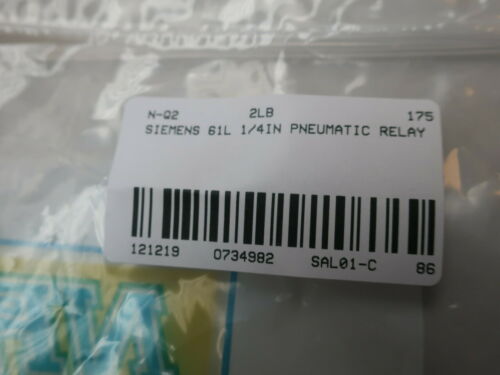 N-Q2 2LB 175
SIEMENS 61L 1/4IN PNEUMATIC RELAY
121219 0734982 SAL01-C 86